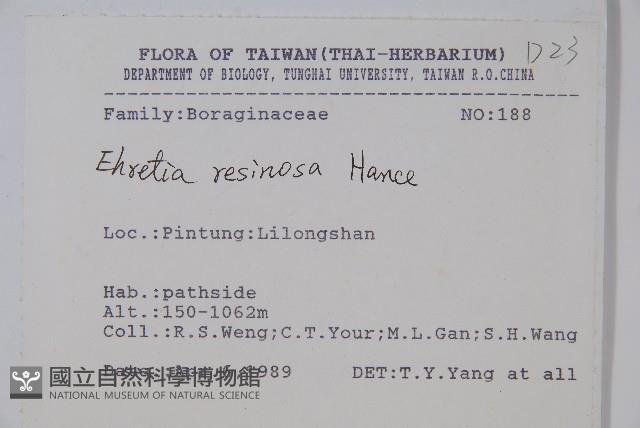 FLORA OF TAIWAN(THAI-HERBARIUM) D23
DEPARTMENT OF BIOLOGY, TUNGHAI UNIVERSITY, TAIWAN R.O.CHINA
Family:Boraginaceae NO:188
Ehretia resinosa Hance
Loc.:Pintung:Lilongshan
Hab.:pathside
Alt.:150-1062m
Coll.:R.S.Weng;C.T.Your;M.L.Gan;S.H.Wang
Date: 1989 DET:T.Y.Yang at all
國立自然科學博物館
NATIONAL MUSEUM OF NATURAL SCIENCE